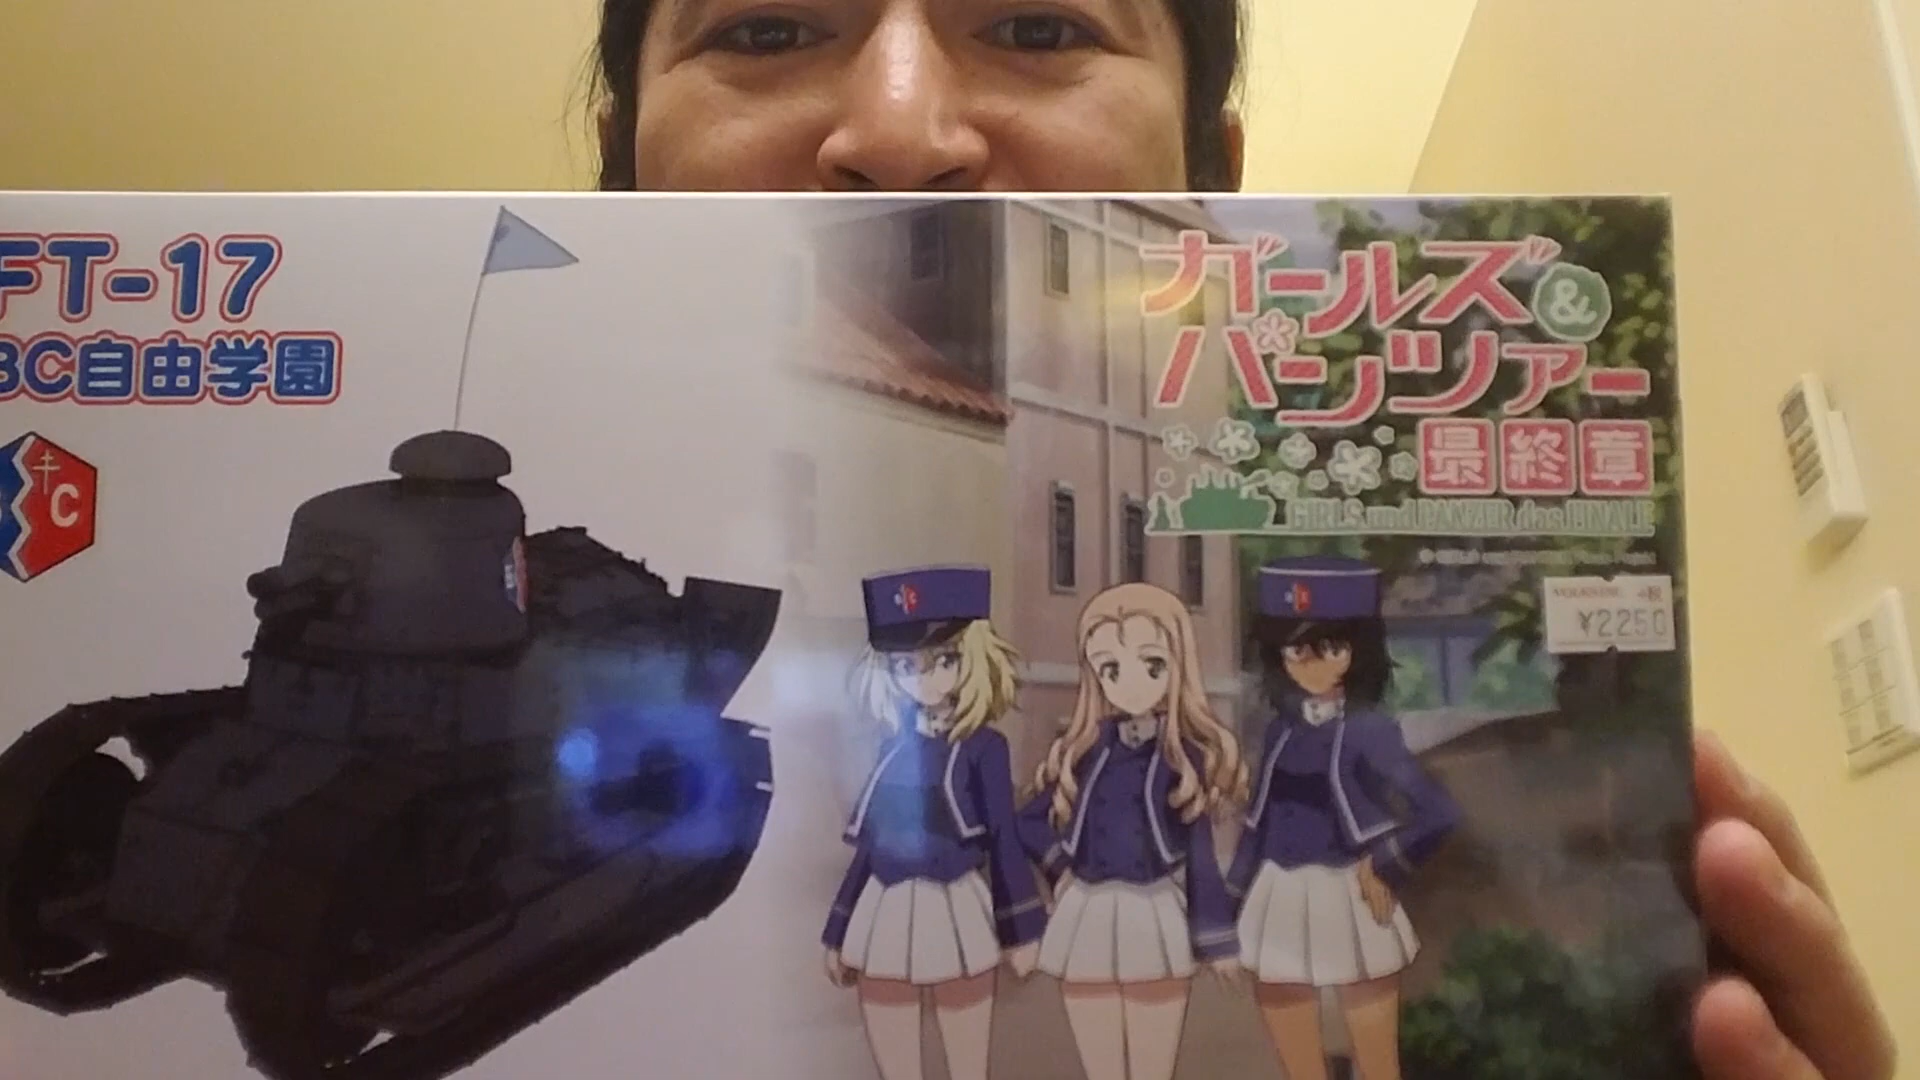 FT-17
BC自由学園
C
ガールズ&
パンツァー
最終章
GIRLS und PANZER das FINALE
¥2250